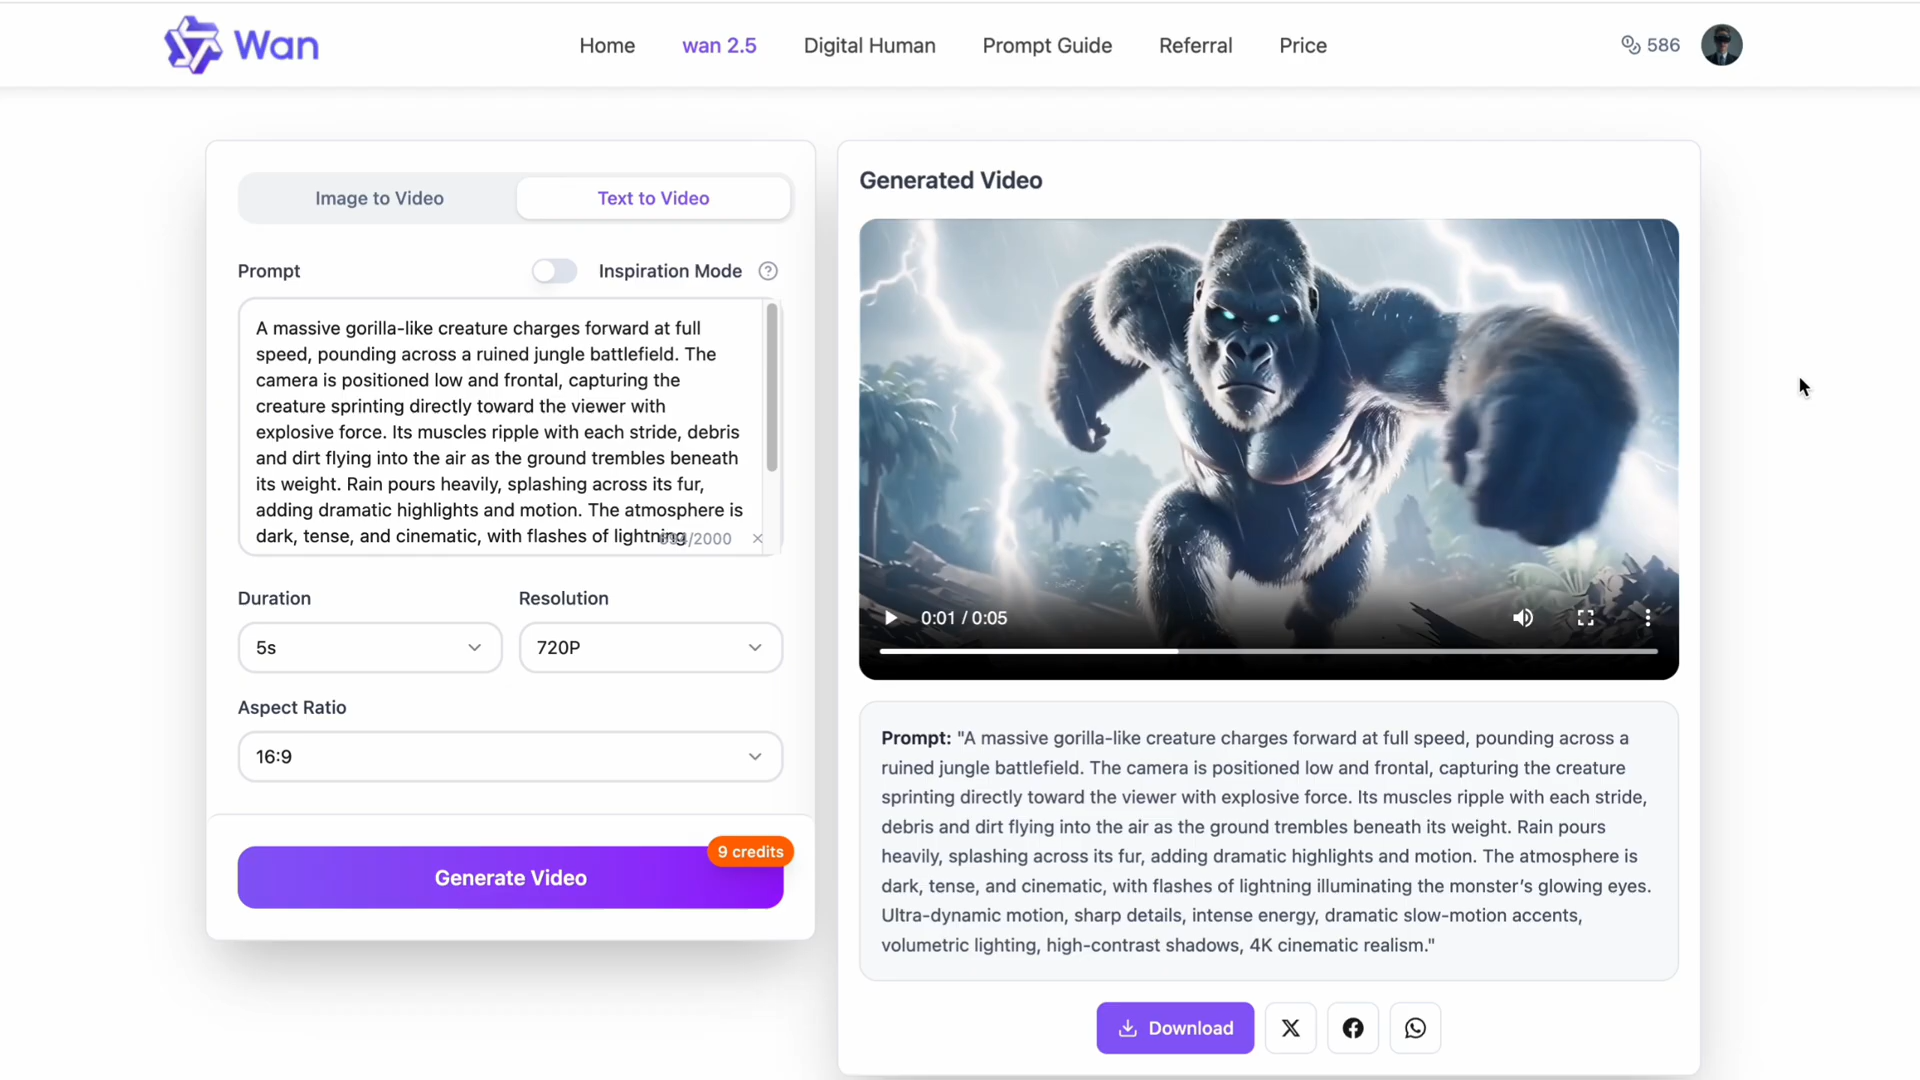 Wan
Home
wan 2.5
Digital Human
Prompt Guide
Referral
Price
586
Image to Video
Text to Video
Prompt
Inspiration Mode
A massive gorilla-like creature charges forward at full
speed, pounding across a ruined jungle battlefield. The
camera is positioned low and frontal, capturing the
creature sprinting directly toward the viewer with
explosive force. Its muscles ripple with each stride, debris
and dirt flying into the air as the ground trembles beneath
its weight. Rain pours heavily, splashing across its fur,
adding dramatic highlights and motion. The atmosphere is
dark, tense, and cinematic, with flashes of lightning
/2000
Duration
Resolution
5s
720P
Aspect Ratio
16:9
9 credits
Generate Video
Generated Video
0:01 / 0:05
Prompt: "A massive gorilla-like creature charges forward at full speed, pounding across a
ruined jungle battlefield. The camera is positioned low and frontal, capturing the creature
sprinting directly toward the viewer with explosive force. Its muscles ripple with each stride,
debris and dirt flying into the air as the ground trembles beneath its weight. Rain pours
heavily, splashing across its fur, adding dramatic highlights and motion. The atmosphere is
dark, tense, and cinematic, with flashes of lightning illuminating the monster’s glowing eyes.
Ultra-dynamic motion, sharp details, intense energy, dramatic slow-motion accents,
volumetric lighting, high-contrast shadows, 4K cinematic realism."
Download